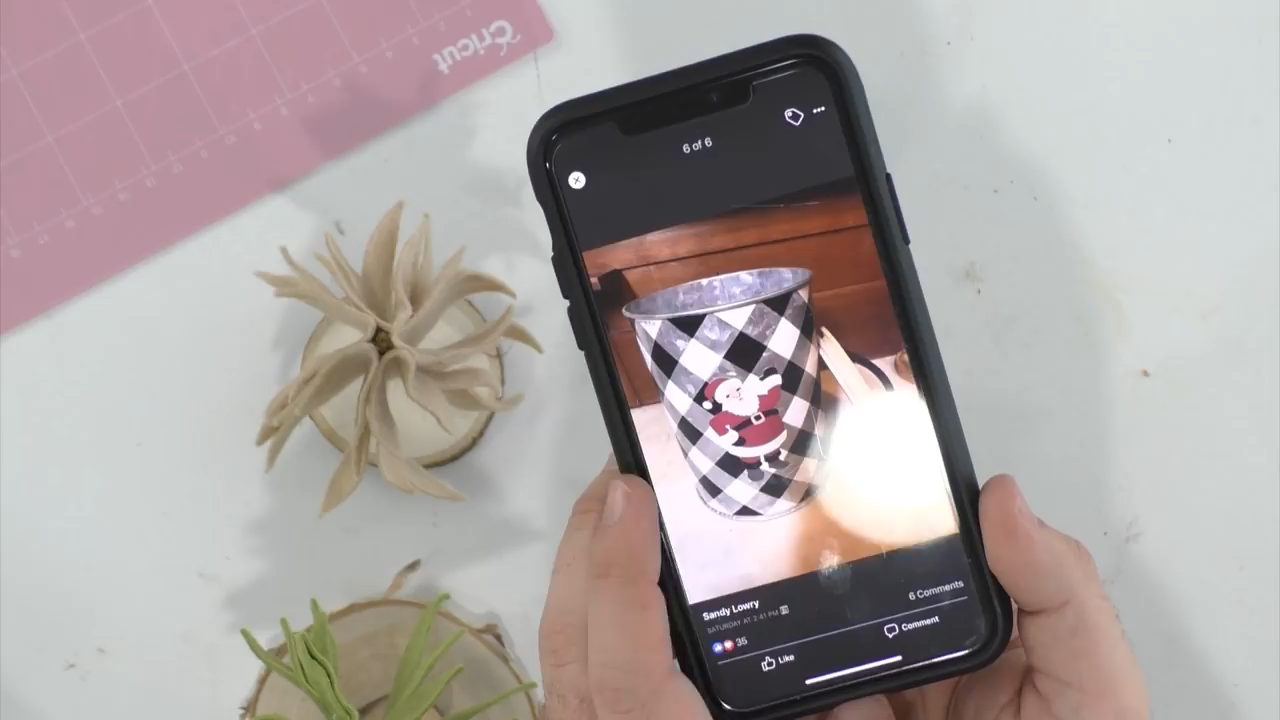 Cricut
6 of 6
Sandy Lowry
SATURDAY AT 2:41 PM
6 Comments
35
Like
Comment